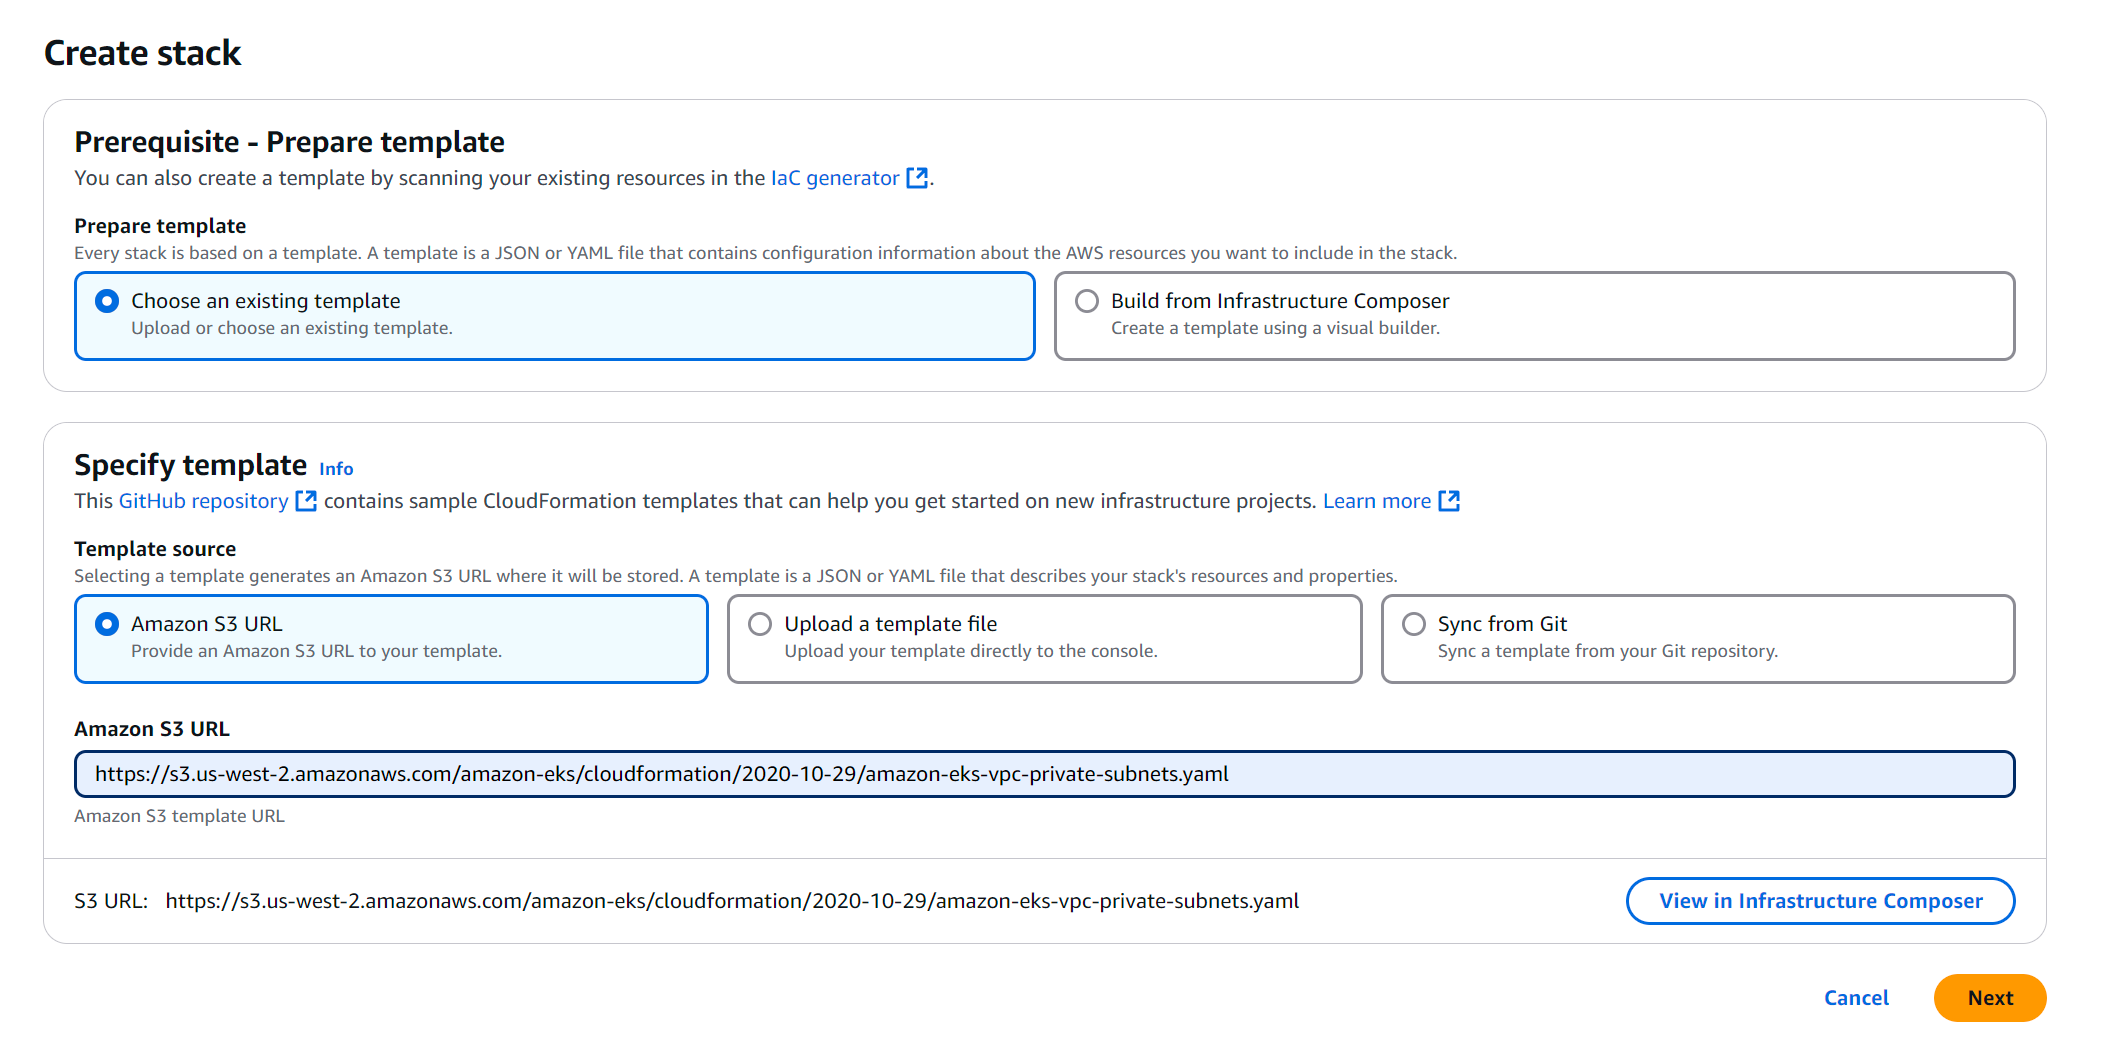 Create stack
Prerequisite - Prepare template
You can also create a template by scanning your existing resources in the IaC generator.
Prepare template
Every stack is based on a template. A template is a JSON or YAML file that contains configuration information about the AWS resources you want to include in the stack.
Choose an existing template
Upload or choose an existing template.
Build from Infrastructure Composer
Create a template using a visual builder.
Specify template Info
This GitHub repository contains sample CloudFormation templates that can help you get started on new infrastructure projects. Learn more
Template source
Selecting a template generates an Amazon S3 URL where it will be stored. A template is a JSON or YAML file that describes your stack's resources and properties.
Amazon S3 URL
Provide an Amazon S3 URL to your template.
Upload a template file
Upload your template directly to the console.
Sync from Git
Sync a template from your Git repository.
Amazon S3 URL
https://s3.us-west-2.amazonaws.com/amazon-eks/cloudformation/2020-10-29/amazon-eks-vpc-private-subnets.yaml
Amazon S3 template URL
S3 URL: https://s3.us-west-2.amazonaws.com/amazon-eks/cloudformation/2020-10-29/amazon-eks-vpc-private-subnets.yaml
View in Infrastructure Composer
Cancel
Next